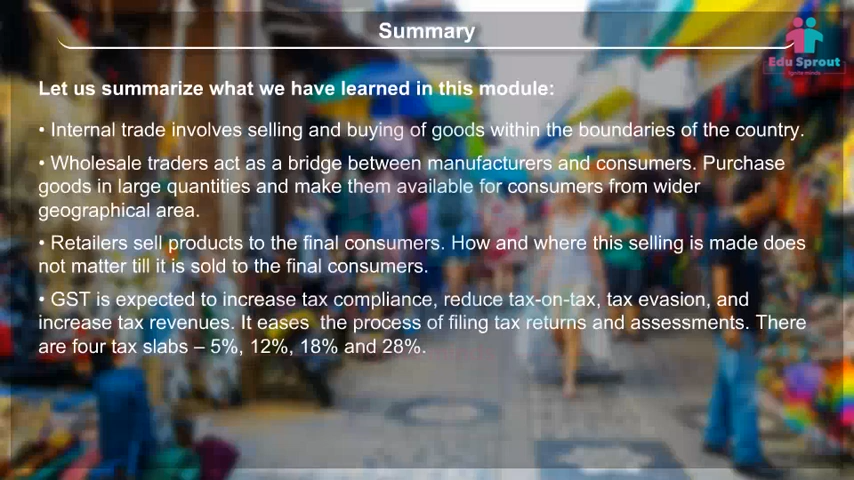 Summary
Edu Sprout
Ignite minds
Let us summarize what we have learned in this module:
• Internal trade involves selling and buying of goods within the boundaries of the country.
• Wholesale traders act as a bridge between manufacturers and consumers. Purchase
goods in large quantities and make them available for consumers from wider
geographical area.
• Retailers sell products to the final consumers. How and where this selling is made does
not matter till it is sold to the final consumers.
• GST is expected to increase tax compliance, reduce tax-on-tax, tax evasion, and
increase tax revenues. It eases  the process of filing tax returns and assessments. There
are four tax slabs – 5%, 12%, 18% and 28%.